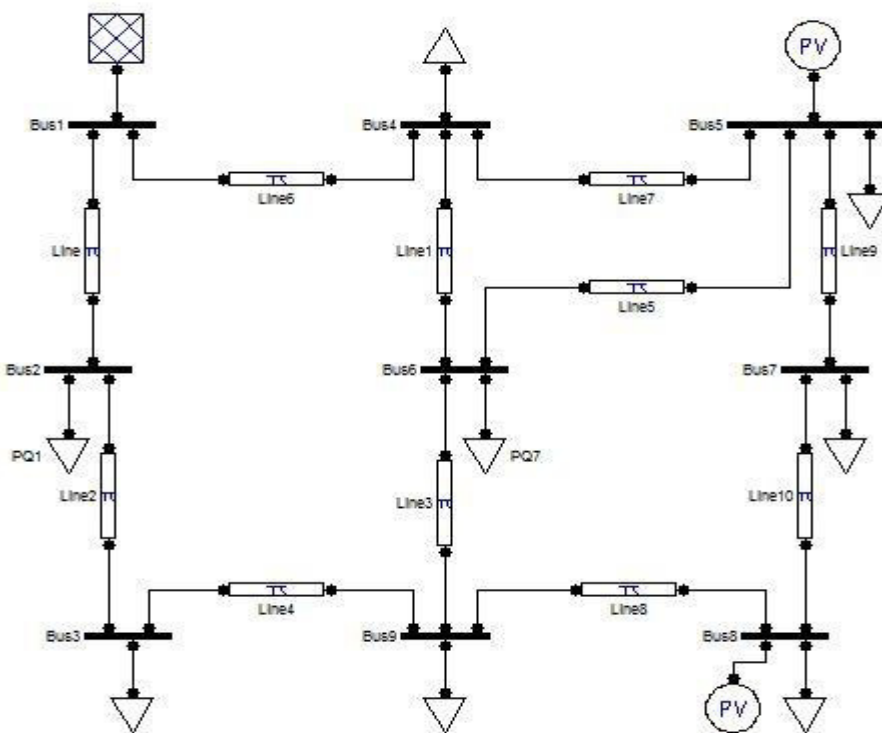 PV
Bus1
Bus4
Bus5
Line6
Line7
Line
Line1
Line9
Line5
Bus2
Bus6
Bus7
PQ1
PQ7
Line2
Line3
Line10
Line4
Line8
Bus3
Bus9
Bus8
PV